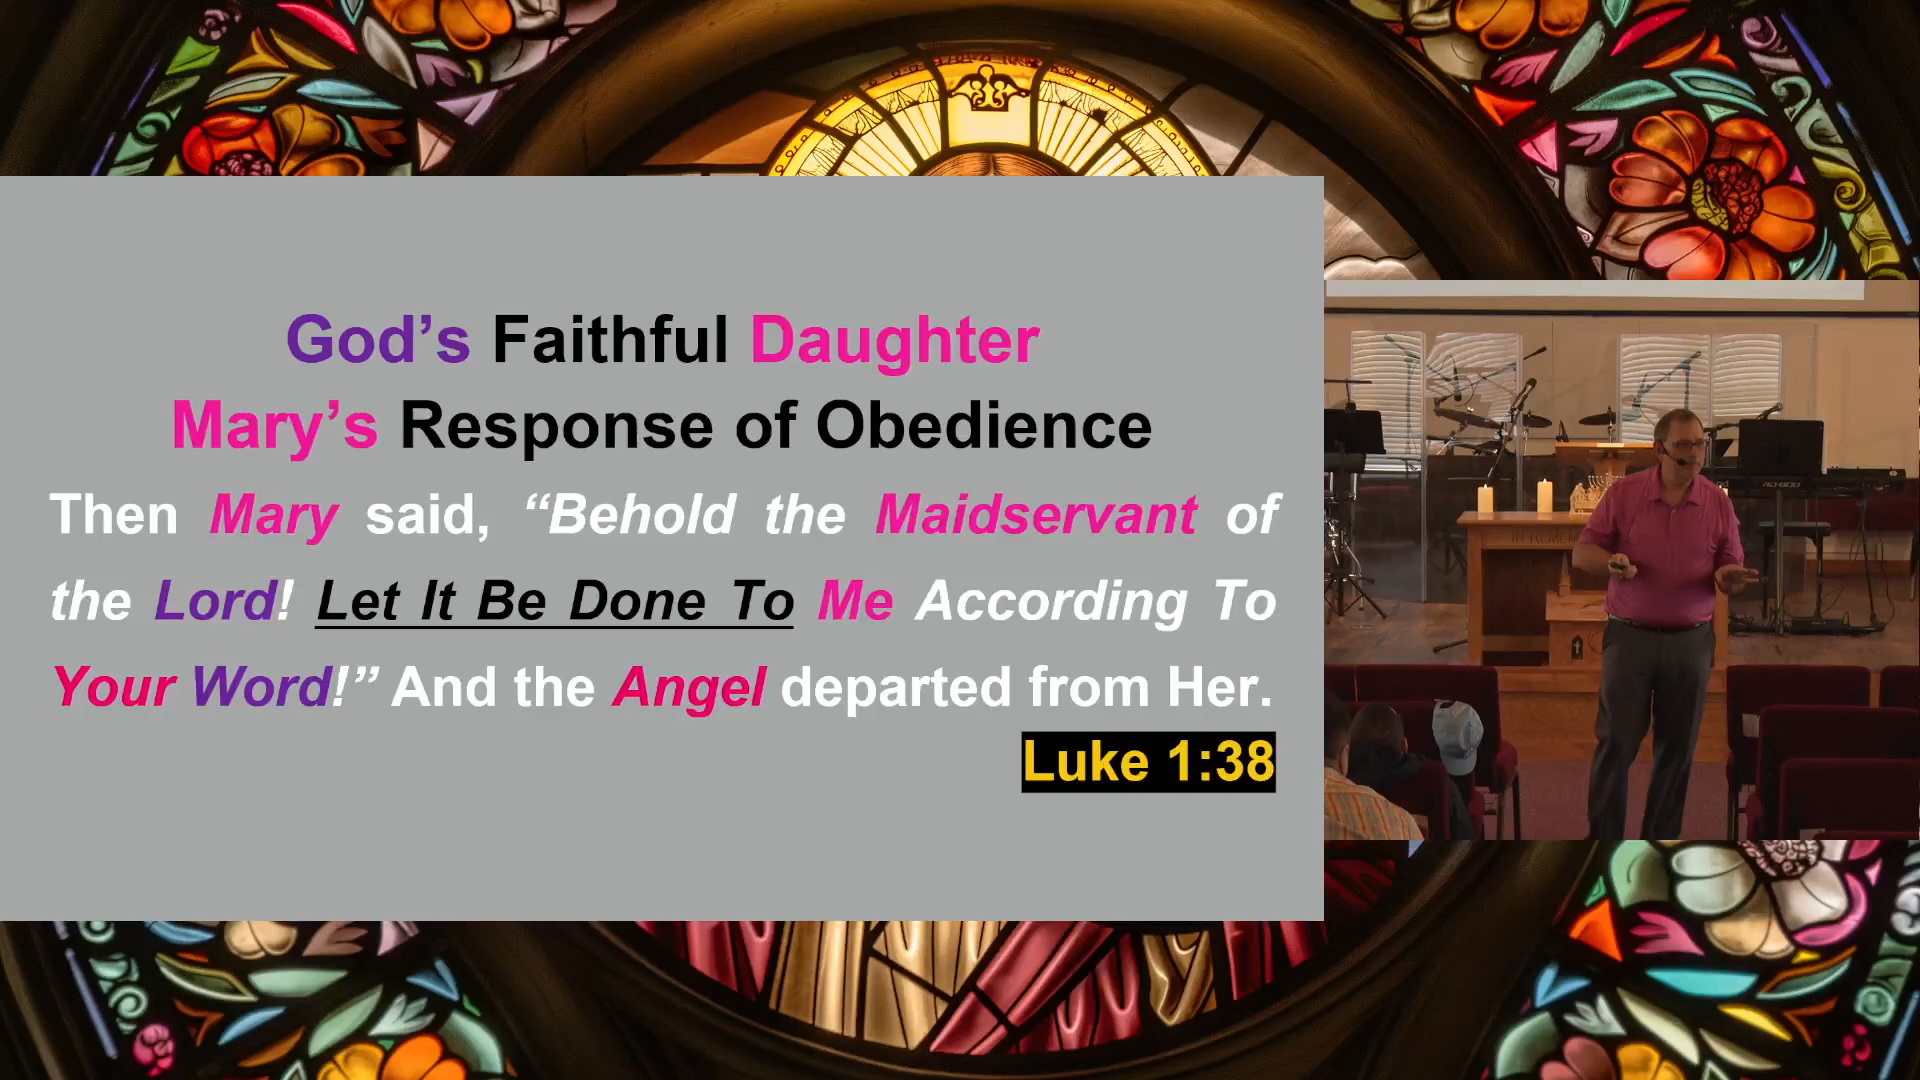 God’s Faithful Daughter
Mary’s Response of Obedience
Then Mary said, “Behold the Maidservant of
the Lord! Let It Be Done To Me According To
Your Word!” And the Angel departed from Her.
Luke 1:38